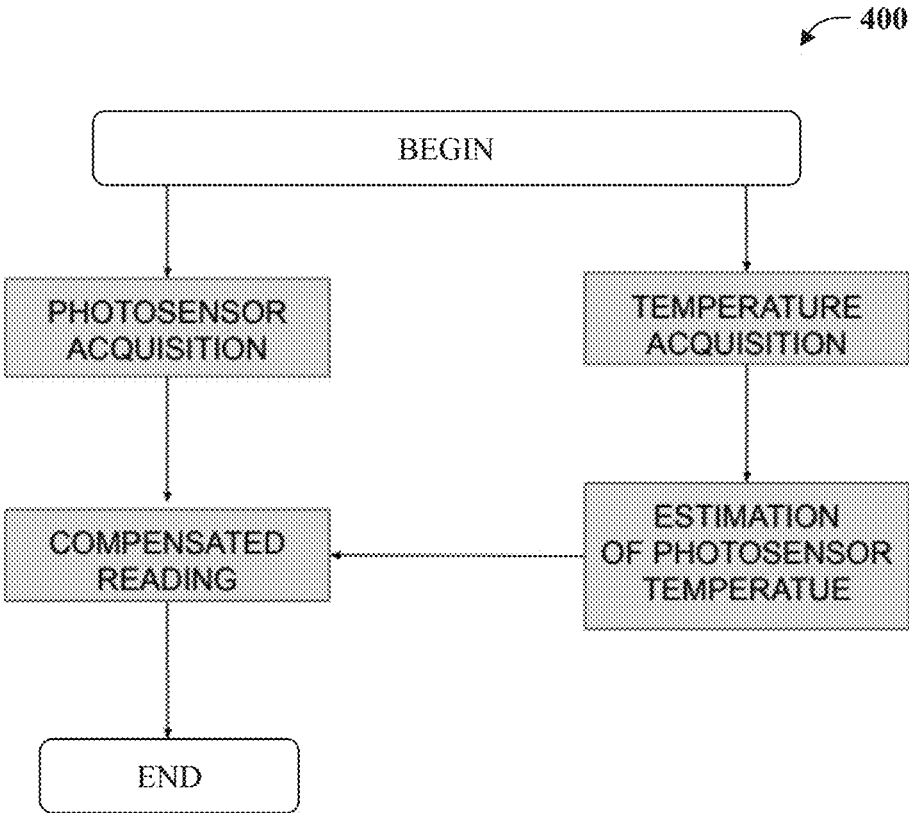 400
BEGIN
PHOTOSENSOR
ACQUISITION
TEMPERATURE
ACQUISITION
COMPENSATED
READING
ESTIMATION
OF PHOTOSENSOR
TEMPERATUE
END